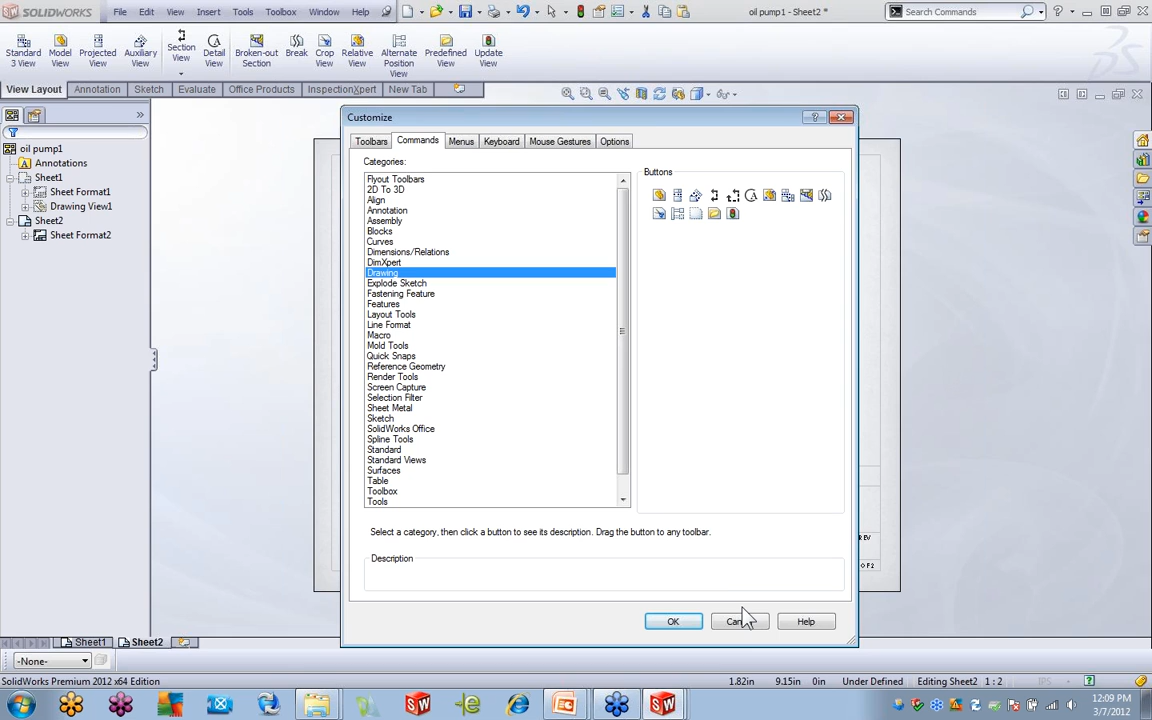 SOLIDWORKS File Edit View Insert Tools Toolbox Window Help oil pump1 - Sheet2 * Search Commands
Standard 3 View
Model View
Projected View
Auxiliary View
Section View
Detail View
Broken-out Section
Break
Crop View
Relative View
Alternate Position View
Predefined View
Update View
View Layout Annotation Sketch Evaluate Office Products InspectionXpert New Tab
oil pump1
Annotations
Sheet1
Sheet Format1
Drawing View1
Sheet2
Sheet Format2
Customize
Toolbars Commands Menus Keyboard Mouse Gestures Options
Categories:
Buttons
Flyout Toolbars
2D To 3D
Align
Annotation
Assembly
Blocks
Curves
Dimensions/Relations
DimXpert
Drawing
Explode Sketch
Fastening Feature
Features
Layout Tools
Line Format
Macro
Mold Tools
Quick Snaps
Reference Geometry
Render Tools
Screen Capture
Selection Filter
Sheet Metal
Sketch
SolidWorks Office
Spline Tools
Standard
Standard Views
Surfaces
Table
Toolbox
Tools
Select a category, then click a button to see its description. Drag the button to any toolbar.
Description
OK Help
REV
OF 2
Sheet1 Sheet2
-None-
SolidWorks Premium 2012 x64 Edition 1.82in 9.15in 0in Under Defined Editing Sheet2 1 : 2 IPS
12:09 PM
3/7/2012